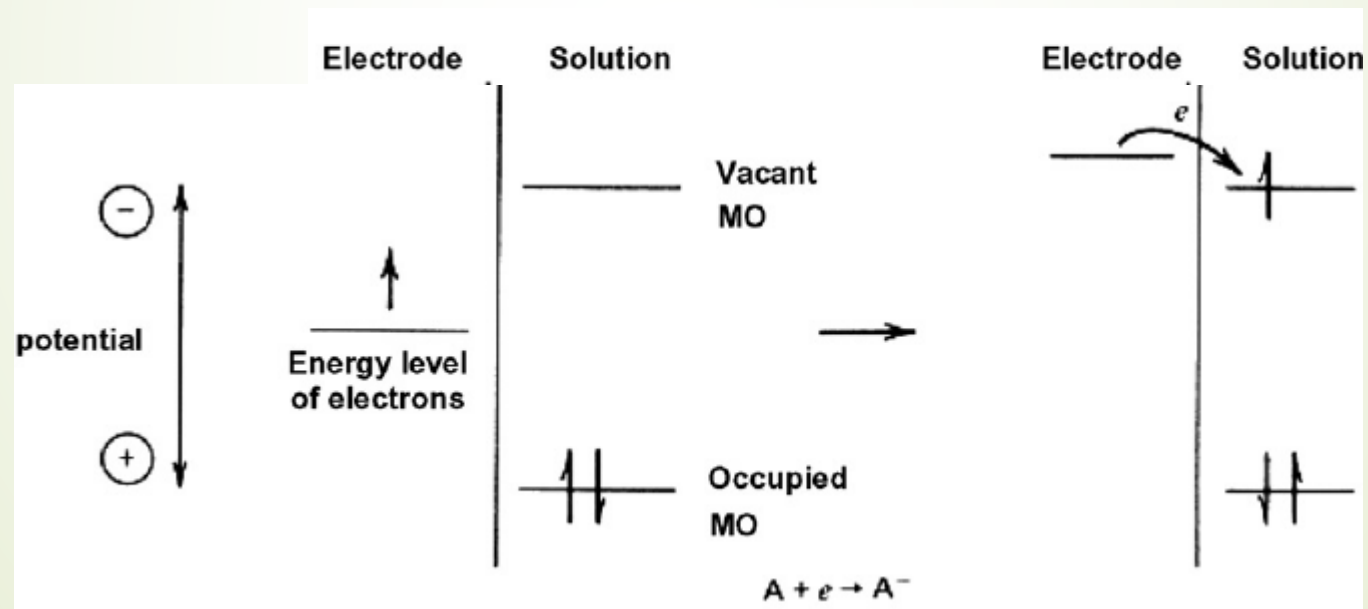 Electrode Solution
Electrode Solution
e
Vacant
MO
−
potential
Energy level
of electrons
+
Occupied
MO
A + e → A⁻